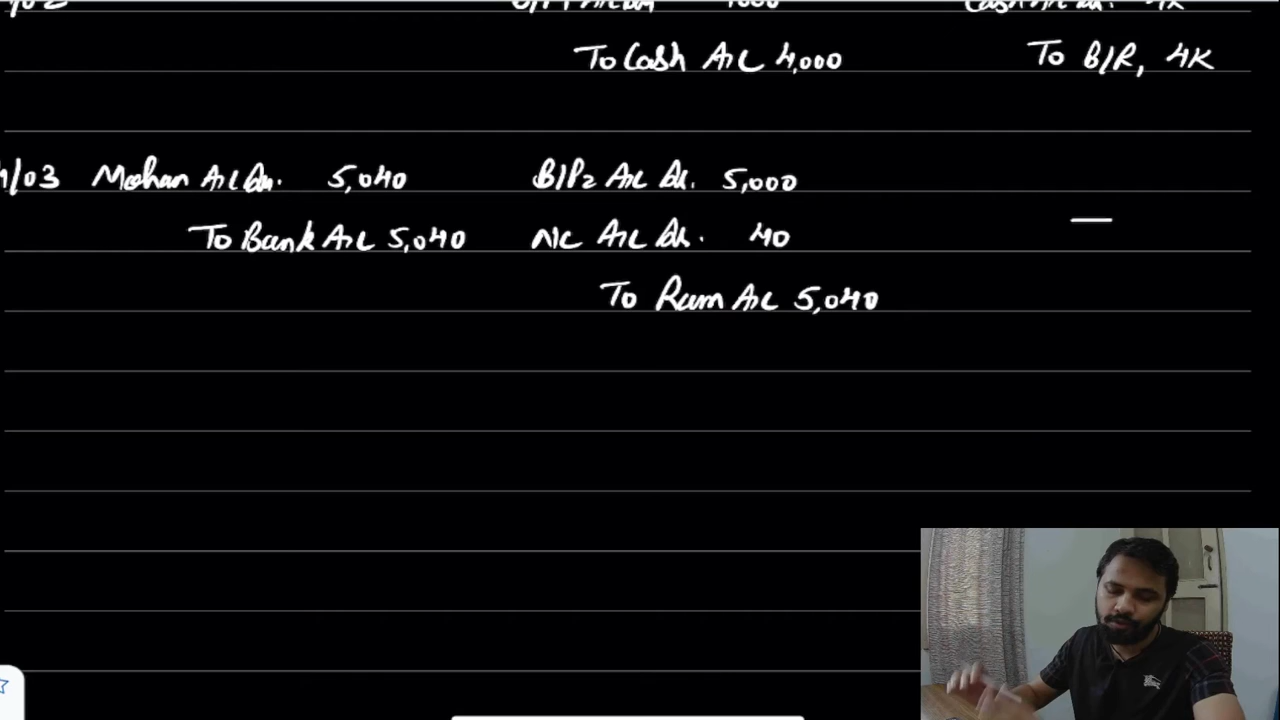 To Cash A/c 4,000
To B/R, 4K
/03 Mohan A/c Dr. 5,040
B/P2 A/c Dr. 5,000
To Bank A/c 5,040
NC A/c Dr. 40
To Ram A/c 5,040